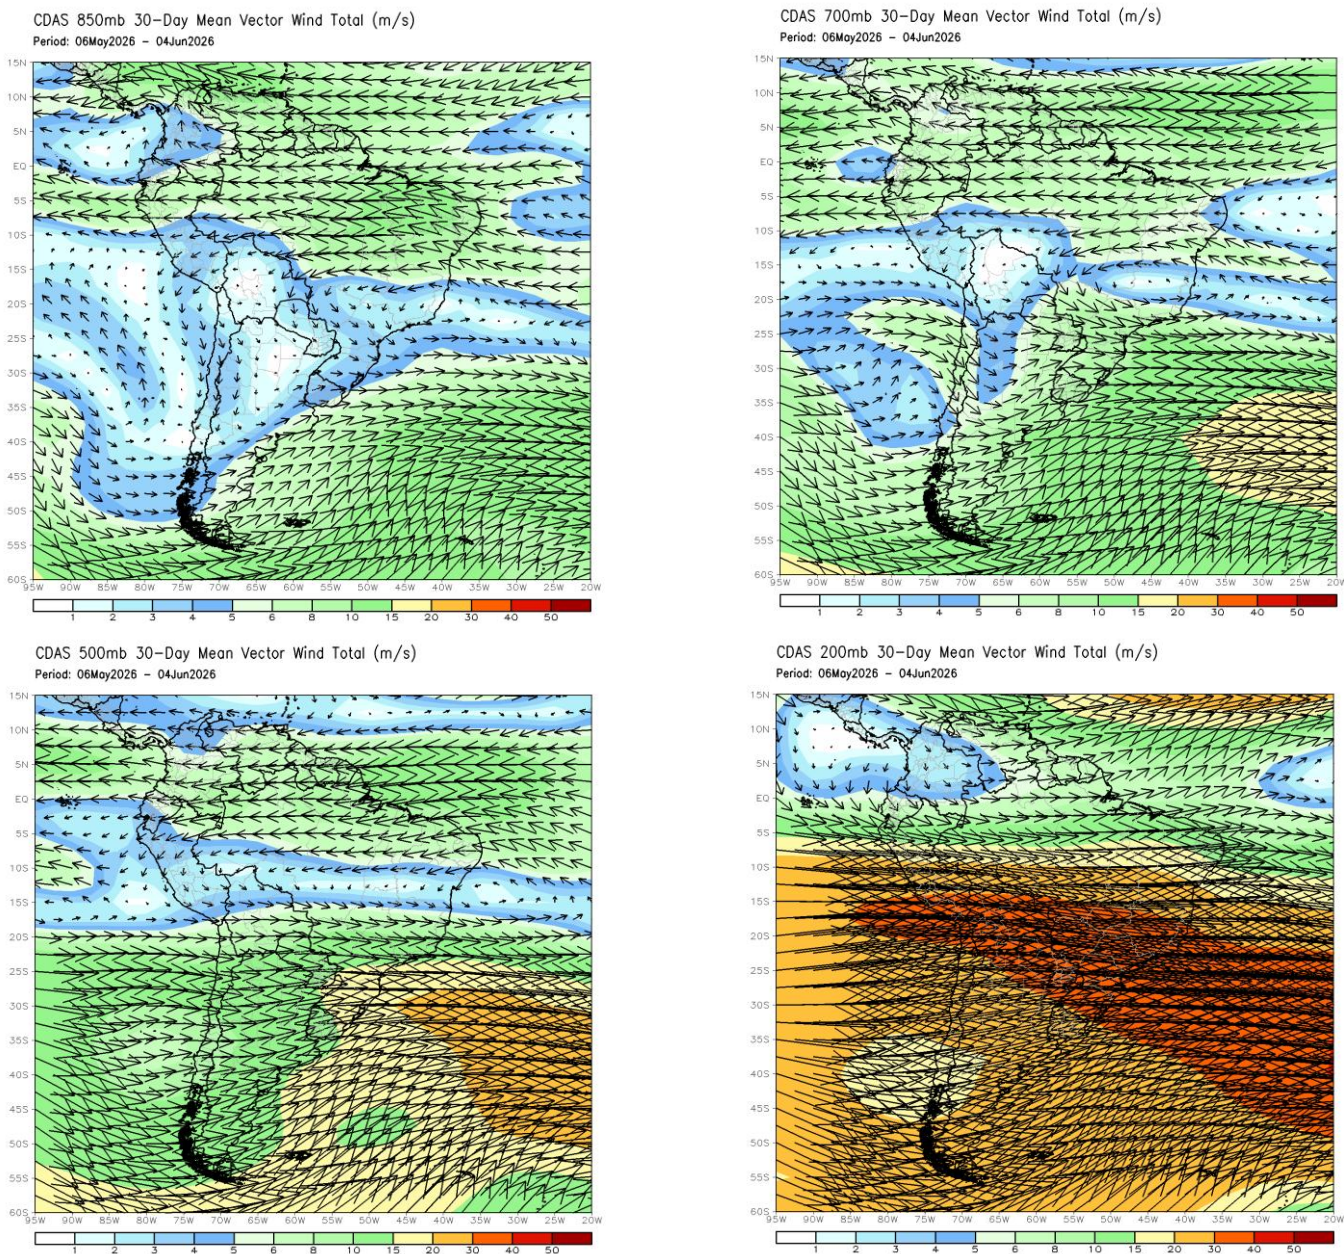 CDAS 850mb 30-Day Mean Vector Wind Total (m/s)
Period: 06May2026 - 04Jun2026
15N
10N
5N
EQ
5S
10S
15S
20S
25S
30S
35S
40S
45S
50S
55S
60S
95W 90W 85W 80W 75W 70W 65W 60W 55W 50W 45W 40W 35W 30W 25W 20W
1 2 3 4 5 6 8 10 15 20 30 40 50
CDAS 700mb 30-Day Mean Vector Wind Total (m/s)
Period: 06May2026 - 04Jun2026
15N
10N
5N
EQ
5S
10S
15S
20S
25S
30S
35S
40S
45S
50S
55S
60S
95W 90W 85W 80W 75W 70W 65W 60W 55W 50W 45W 40W 35W 30W 25W 20W
1 2 3 4 5 6 8 10 15 20 30 40 50
CDAS 500mb 30-Day Mean Vector Wind Total (m/s)
Period: 06May2026 - 04Jun2026
15N
10N
5N
EQ
5S
10S
15S
20S
25S
30S
35S
40S
45S
50S
55S
60S
95W 90W 85W 80W 75W 70W 65W 60W 55W 50W 45W 40W 35W 30W 25W 20W
1 2 3 4 5 6 8 10 15 20 30 40 50
CDAS 200mb 30-Day Mean Vector Wind Total (m/s)
Period: 06May2026 - 04Jun2026
15N
10N
5N
EQ
5S
10S
15S
20S
25S
30S
35S
40S
45S
50S
55S
60S
95W 90W 85W 80W 75W 70W 65W 60W 55W 50W 45W 40W 35W 30W 25W 20W
1 2 3 4 5 6 8 10 15 20 30 40 50